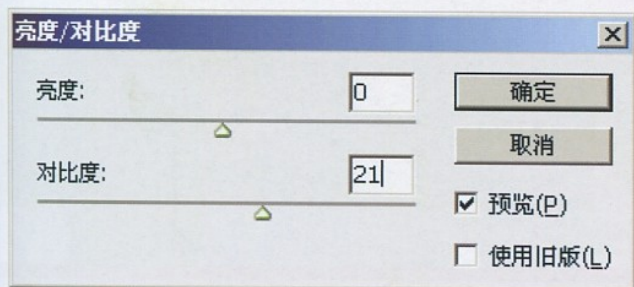 亮度/对比度
亮度: 0
确定
取消
对比度: 21
预览(P)
使用旧版(L)